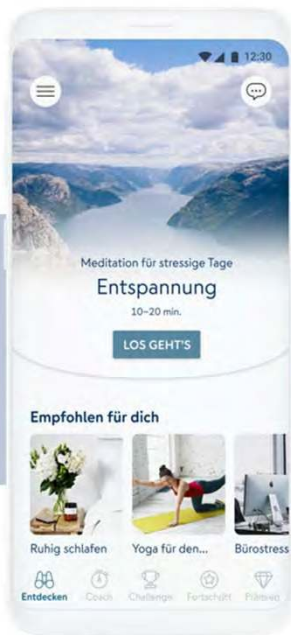 12:30
Meditation für stressige Tage
Entspannung
10–20 min.
LOS GEHT'S
Empfohlen für dich
Ruhig schlafen
Yoga für den...
Bürostress
Entdecken
Coach
Challenge
Fortschritt
Prämien